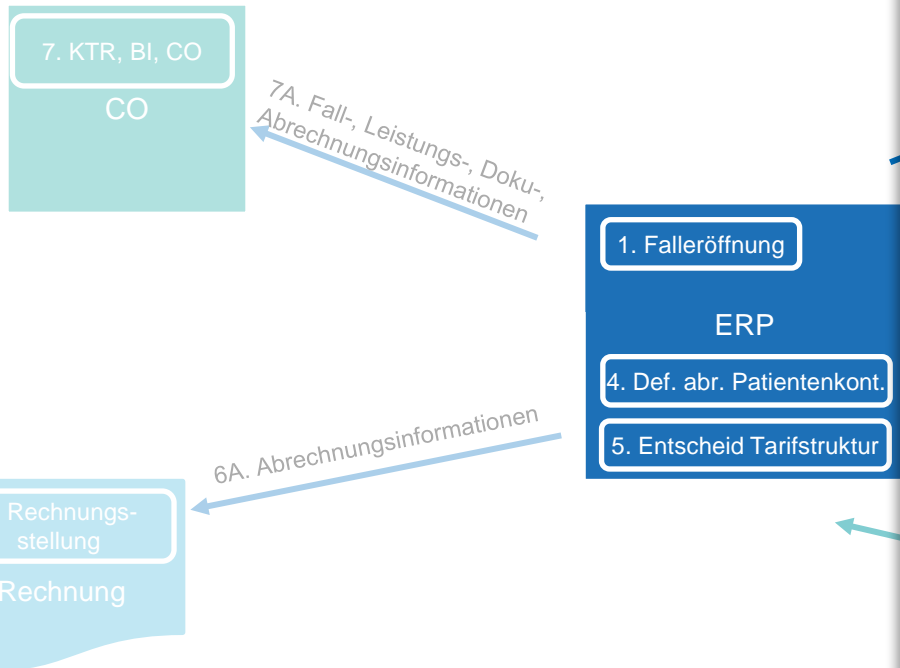 7. KTR, BI, CO
CO
7A. Fall-, Leistungs-, Doku-,
Abrechnungsinformationen
1. Falleröffnung
ERP
4. Def. abr. Patientenkont.
5. Entscheid Tarifstruktur
6A. Abrechnungsinformationen
Rechnungs-
stellung
Rechnung